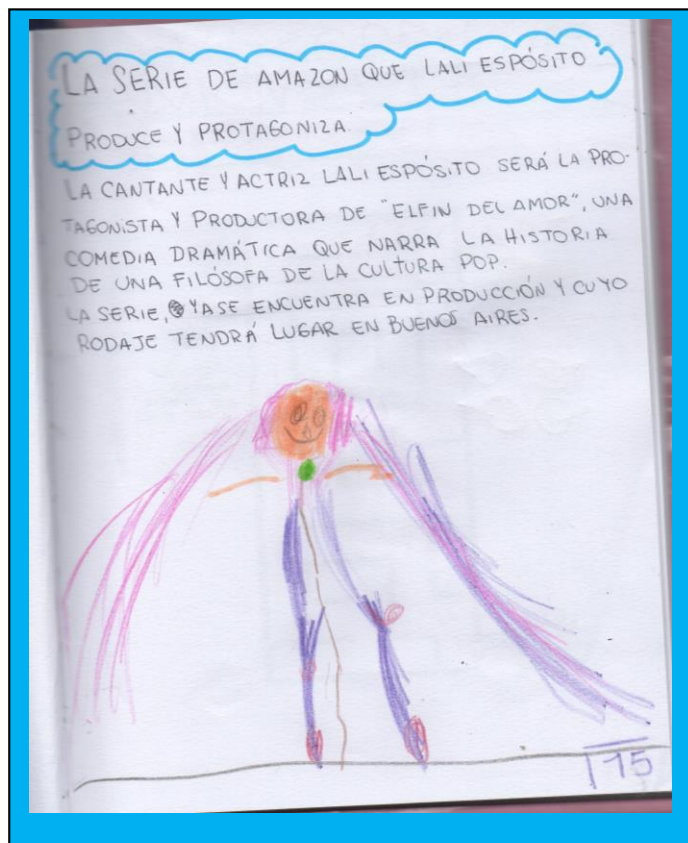 LA SERIE DE AMAZON QUE LALI ESPÓSITO
PRODUCE Y PROTAGONIZA.
LA CANTANTE Y ACTRIZ LALI ESPÓSITO SERÁ LA PRO-
TAGONISTA Y PRODUCTORA DE "ELFIN DEL AMOR", UNA
COMEDIA DRAMÁTICA QUE NARRA LA HISTORIA
DE UNA FILÓSOFA DE LA CULTURA POP.
LA SERIE, YA SE ENCUENTRA EN PRODUCCIÓN Y CUYO
RODAJE TENDRÁ LUGAR EN BUENOS AIRES.
15